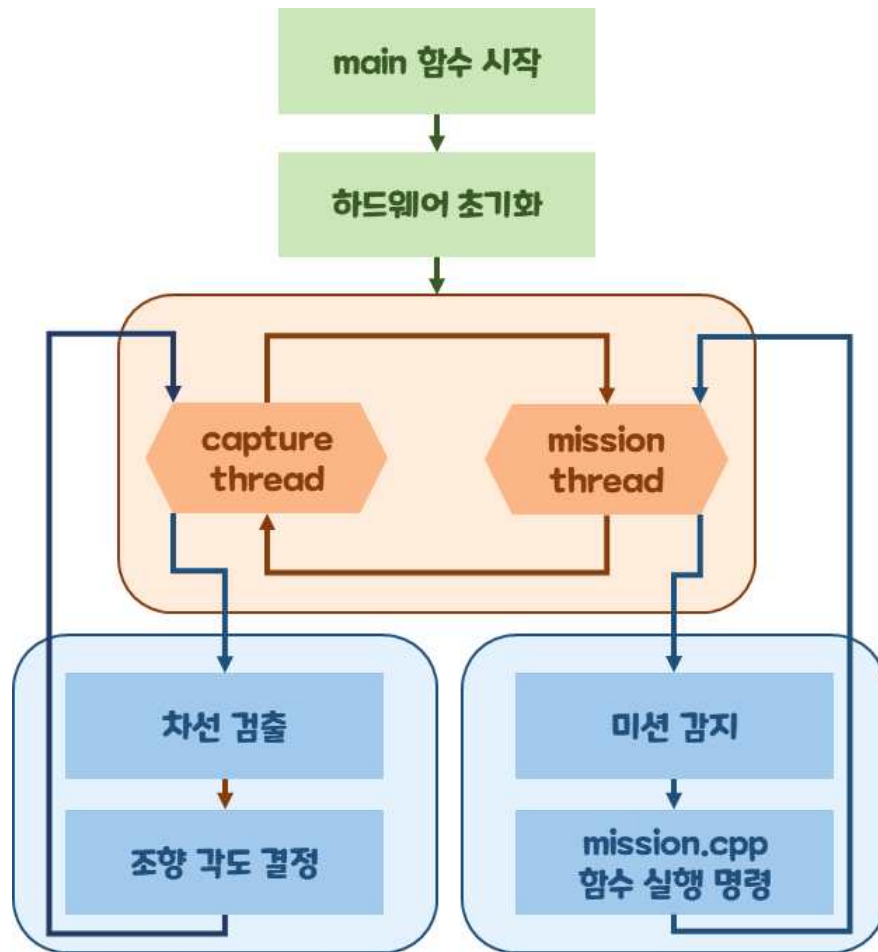 main 함수 시작
하드웨어 초기화
capture
thread
mission
thread
차선 검출
조향 각도 결정
미션 감지
mission.cpp
함수 실행 명령